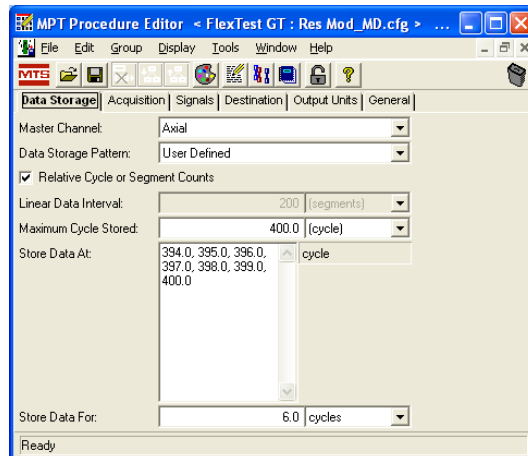 MPT Procedure Editor < FlexTest GT : Res Mod_MD.cfg > ...
File Edit Group Display Tools Window Help
MTS
Data Storage Acquisition Signals Destination Output Units General
Master Channel: Axial
Data Storage Pattern: User Defined
Relative Cycle or Segment Counts
Linear Data Interval: 200 (segments)
Maximum Cycle Stored: 400.0 (cycle)
Store Data At: 394.0, 395.0, 396.0, cycle
397.0, 398.0, 399.0,
400.0
Store Data For: 6.0 cycles
Ready